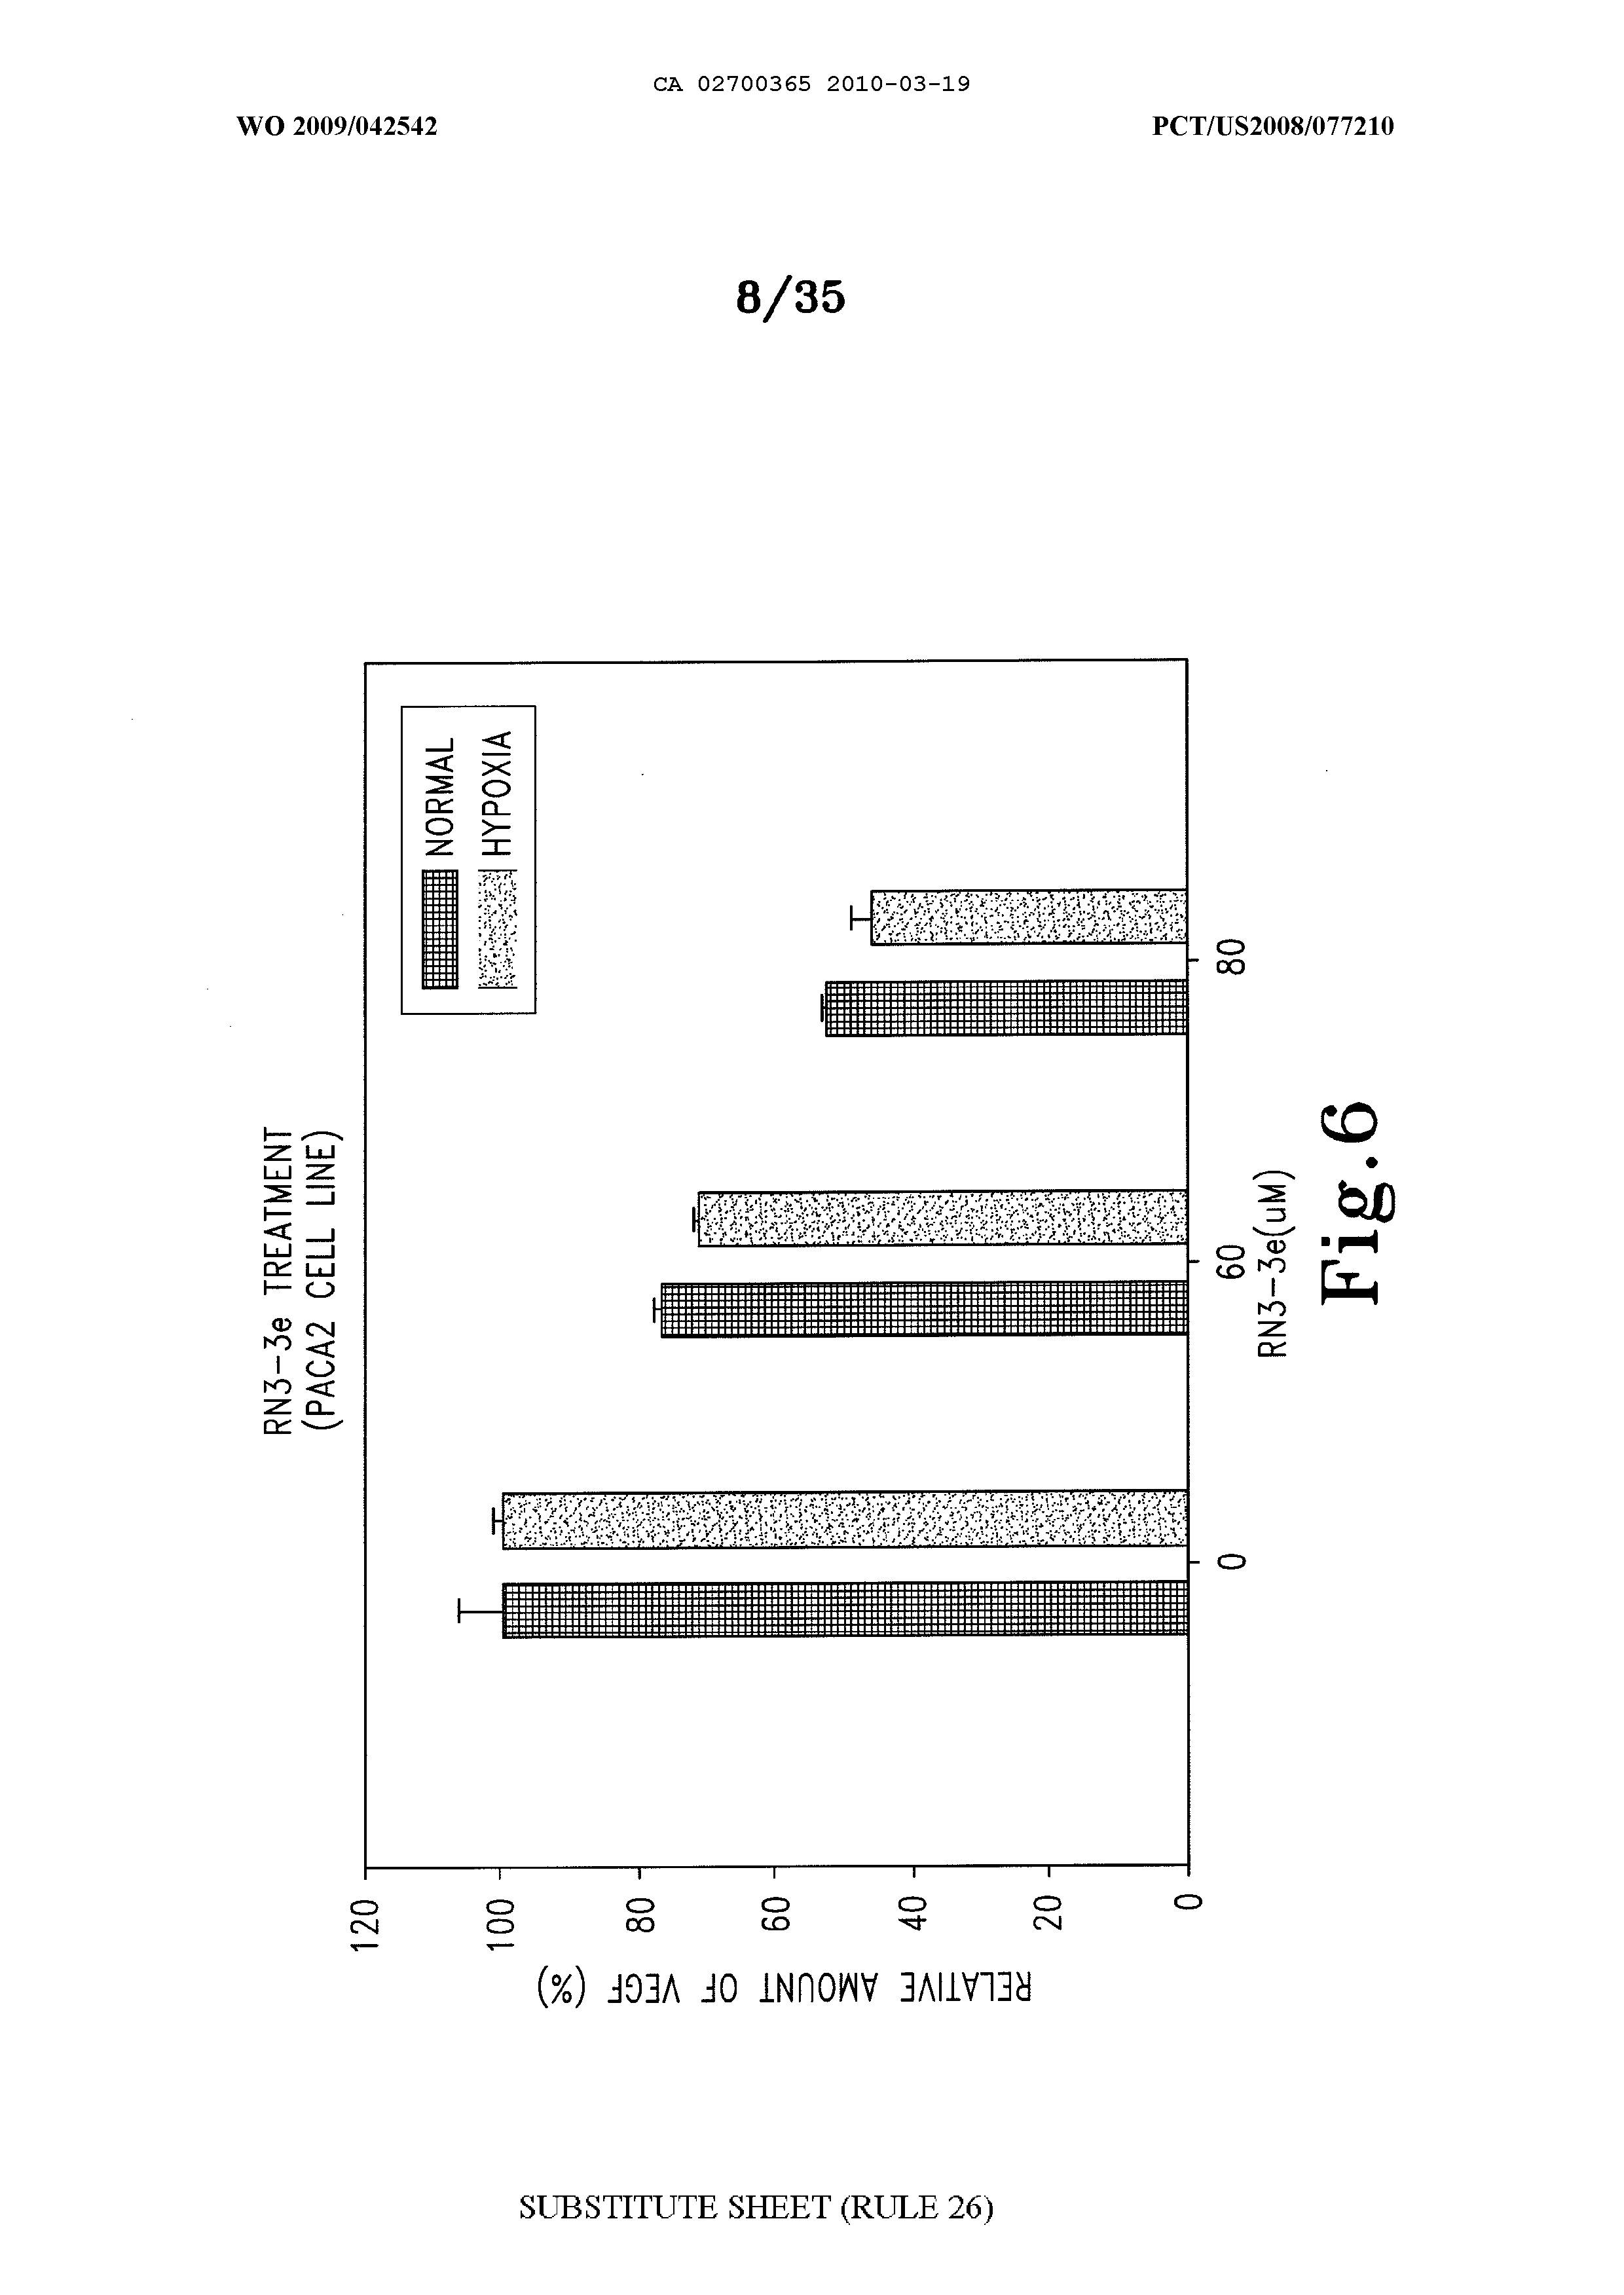 CA 02700365 2010-03-19
WO 2009/042542
PCT/US2008/077210
8/35
RN3-3e TREATMENT
(PACA2 CELL LINE)
NORMAL
HYPOXIA
120
100
80
60
40
20
0
RELATIVE AMOUNT OF VEGF (%)
0
60
80
RN3-3e(uM)
Fig.6
SUBSTITUTE SHEET (RULE 26)